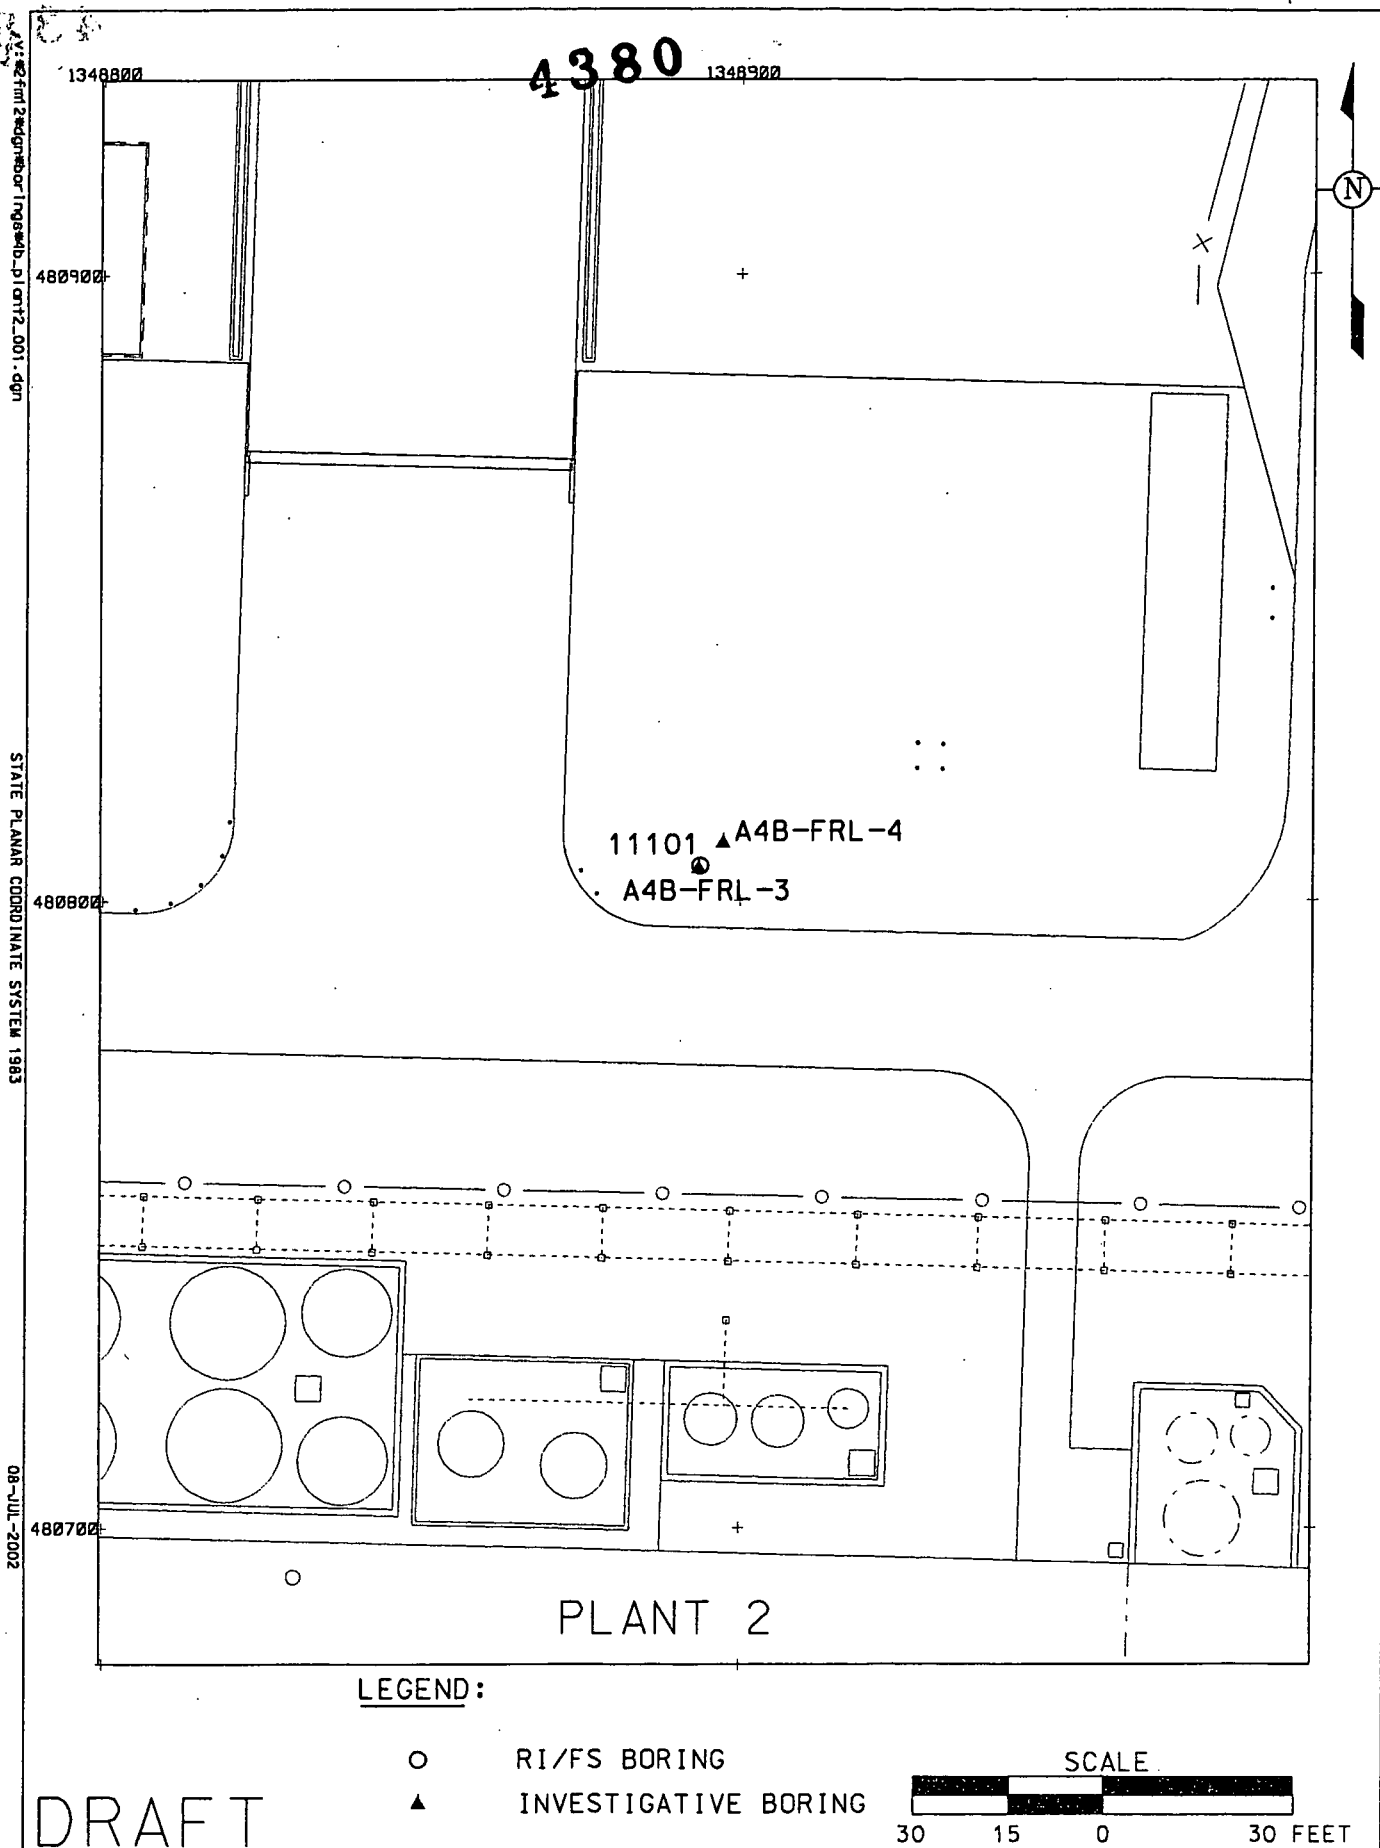 4380
1348800
1348900
N
480900
X
11101
A4B-FRL-4
A4B-FRL-3
480800
480700
PLANT 2
LEGEND:
RI/FS BORING
INVESTIGATIVE BORING
SCALE
30 15 0 30 FEET
DRAFT
STATE PLANAR COORDINATE SYSTEM 1983
08-JUL-2002